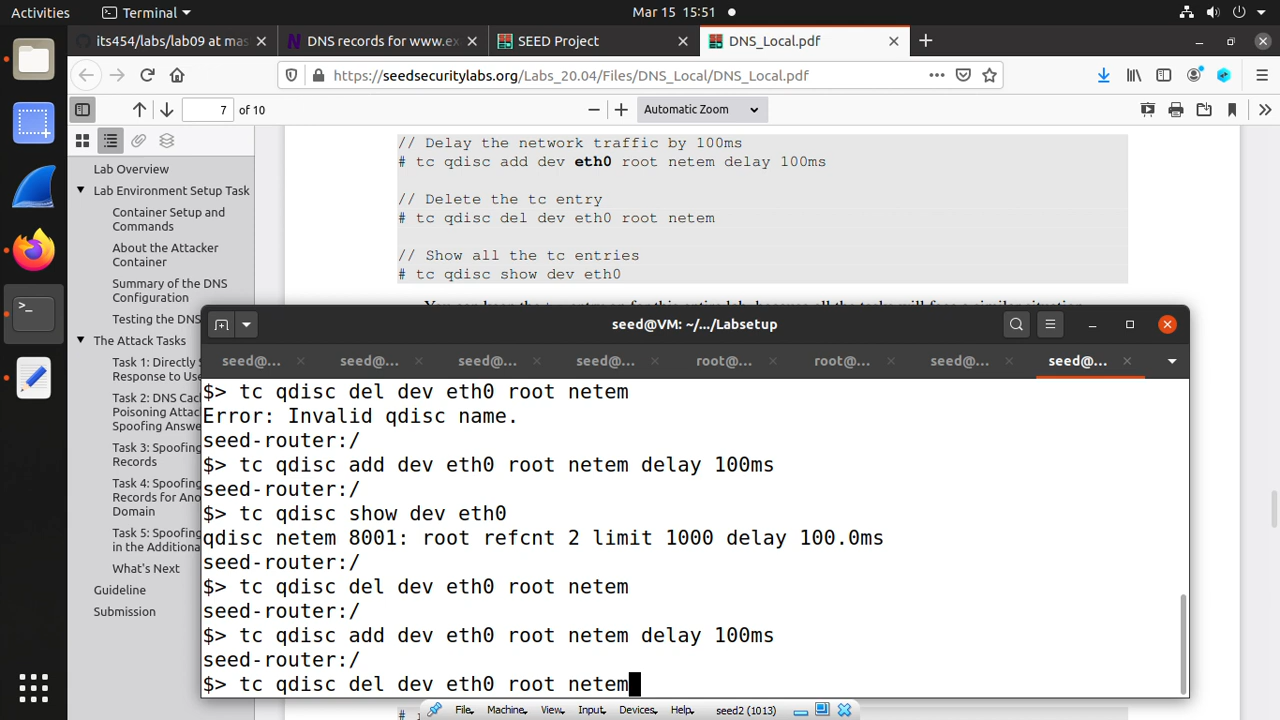 Activities
Terminal
Mar 15 15:51
its454/labs/lab09 at mas
DNS records for www.ex
SEED Project
DNS_Local.pdf
https://seedsecuritylabs.org/Labs_20.04/Files/DNS_Local/DNS_Local.pdf
7 of 10
Automatic Zoom
Lab Overview
Lab Environment Setup Task
Container Setup and
Commands
About the Attacker
Container
Summary of the DNS
Configuration
Testing the DNS
The Attack Tasks
Task 1: Directly
Response to Use
Task 2: DNS Cac
Poisoning Attac
Spoofing Answe
Task 3: Spoofing
Records
Task 4: Spoofing
Records for Ano
Domain
Task 5: Spoofing
in the Additiona
What's Next
Guideline
Submission
// Delay the network traffic by 100ms
# tc qdisc add dev eth0 root netem delay 100ms
// Delete the tc entry
# tc qdisc del dev eth0 root netem
// Show all the tc entries
# tc qdisc show dev eth0
seed@VM: ~/.../Labsetup
seed@...
seed@...
seed@...
seed@...
root@...
root@...
seed@...
seed@...
$> tc qdisc del dev eth0 root netem
Error: Invalid qdisc name.
seed-router:/
$> tc qdisc add dev eth0 root netem delay 100ms
seed-router:/
$> tc qdisc show dev eth0
qdisc netem 8001: root refcnt 2 limit 1000 delay 100.0ms
seed-router:/
$> tc qdisc del dev eth0 root netem
seed-router:/
$> tc qdisc add dev eth0 root netem delay 100ms
seed-router:/
$> tc qdisc del dev eth0 root netem
File Machine View Input Devices Help seed2 (1013)